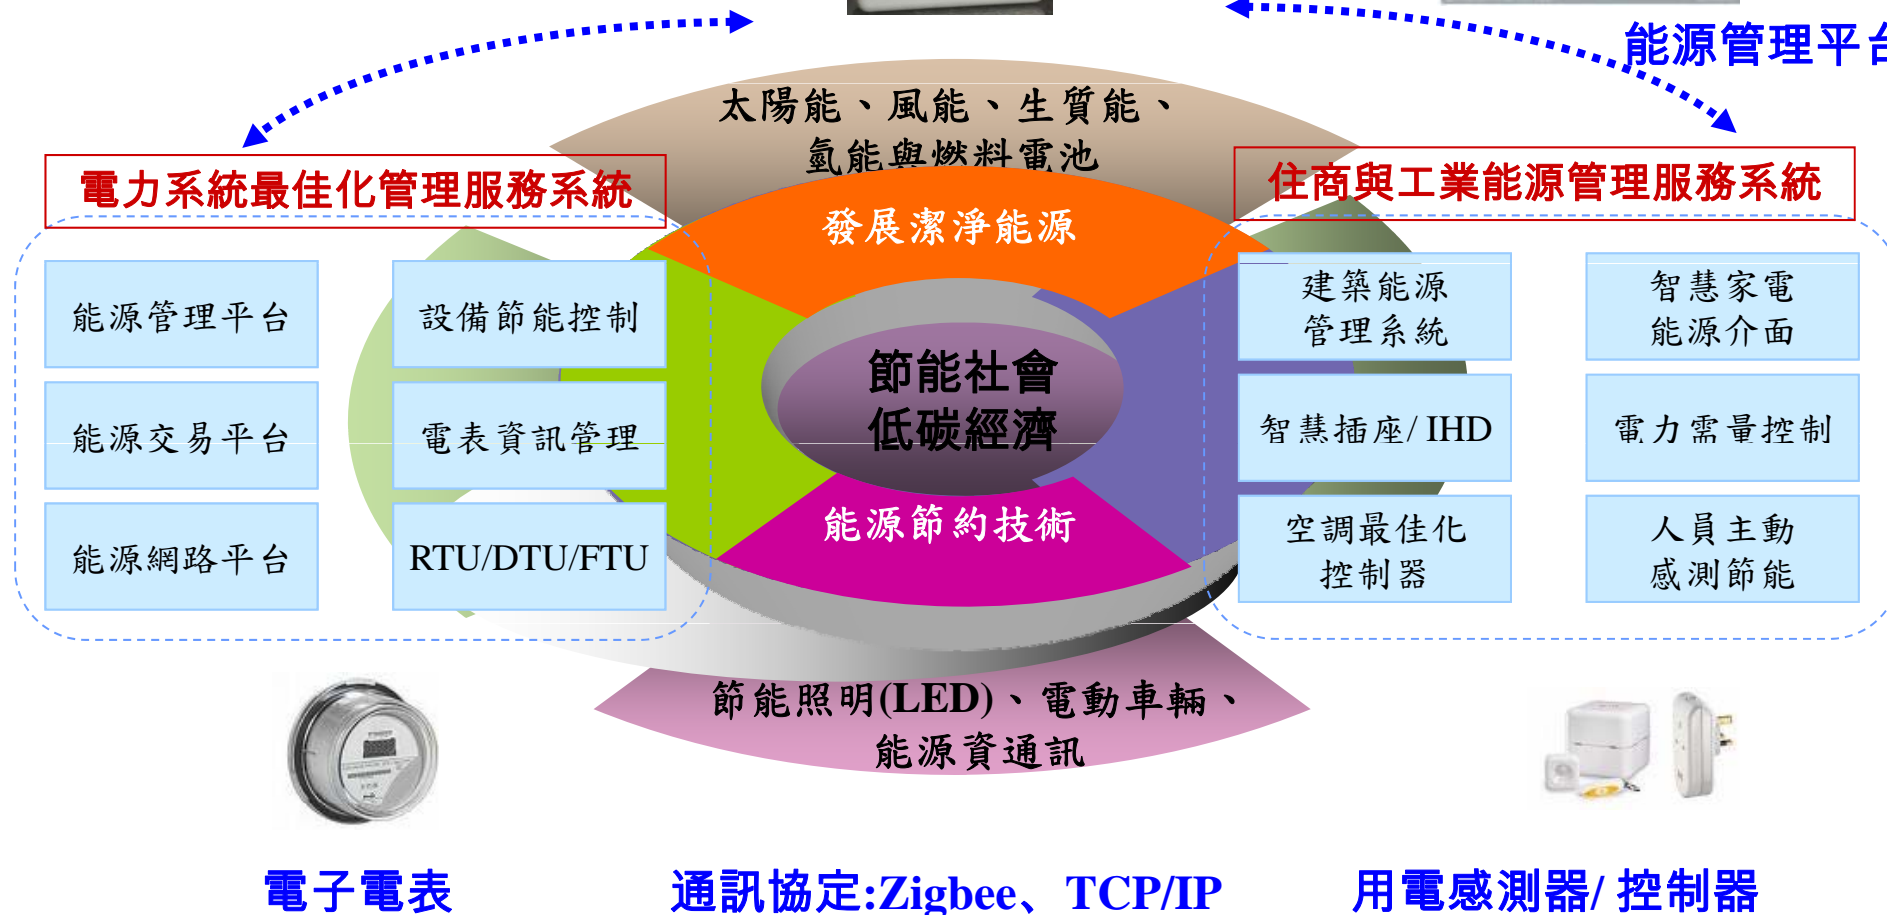 能源管理平台
太陽能、風能、生質能、
氫能與燃料電池
電力系統最佳化管理服務系統
住商與工業能源管理服務系統
發展潔淨能源
能源管理平台
設備節能控制
建築能源
管理系統
智慧家電
能源介面
節能社會
低碳經濟
能源交易平台
電表資訊管理
智慧插座/ IHD
電力需量控制
能源節約技術
能源網路平台
RTU/DTU/FTU
空調最佳化
控制器
人員主動
感測節能
節能照明(LED)、電動車輛、
能源資通訊
電子電表
通訊協定:Zigbee、TCP/IP
用電感測器/ 控制器